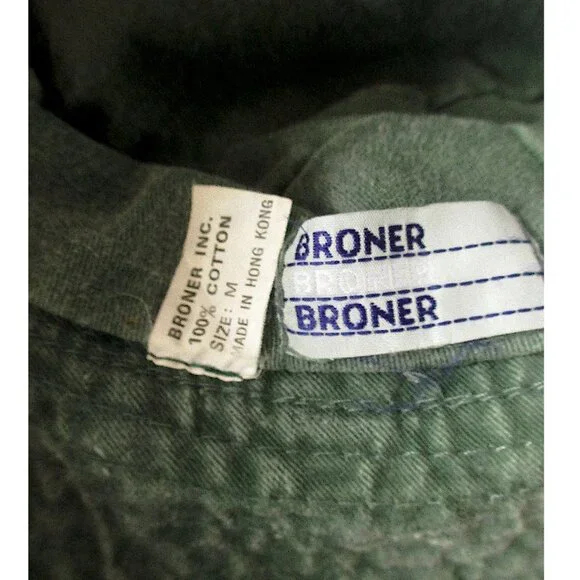 BRONER INC.
100% COTTON
SIZE: M
MADE IN HONG KONG
BRONER
BRONER
BRONER